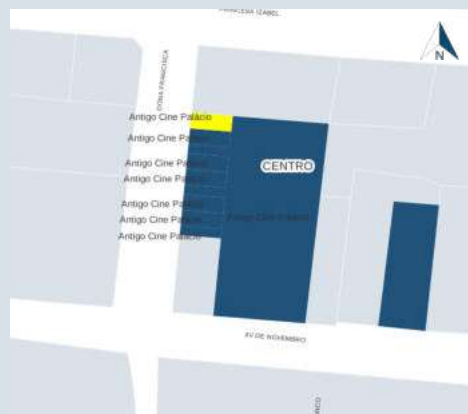 PRINCESA IZABEL
N
DONA FRANCISCA
Antigo Cine Palácio
Antigo Cine Palácio
CENTRO
Antigo Cine Palácio
Antigo Cine Palácio
Antigo Cine Palácio
Antigo Cine Palácio
Antigo Cine Palácio
Antigo Cine Palácio
XV DE NOVEMBRO